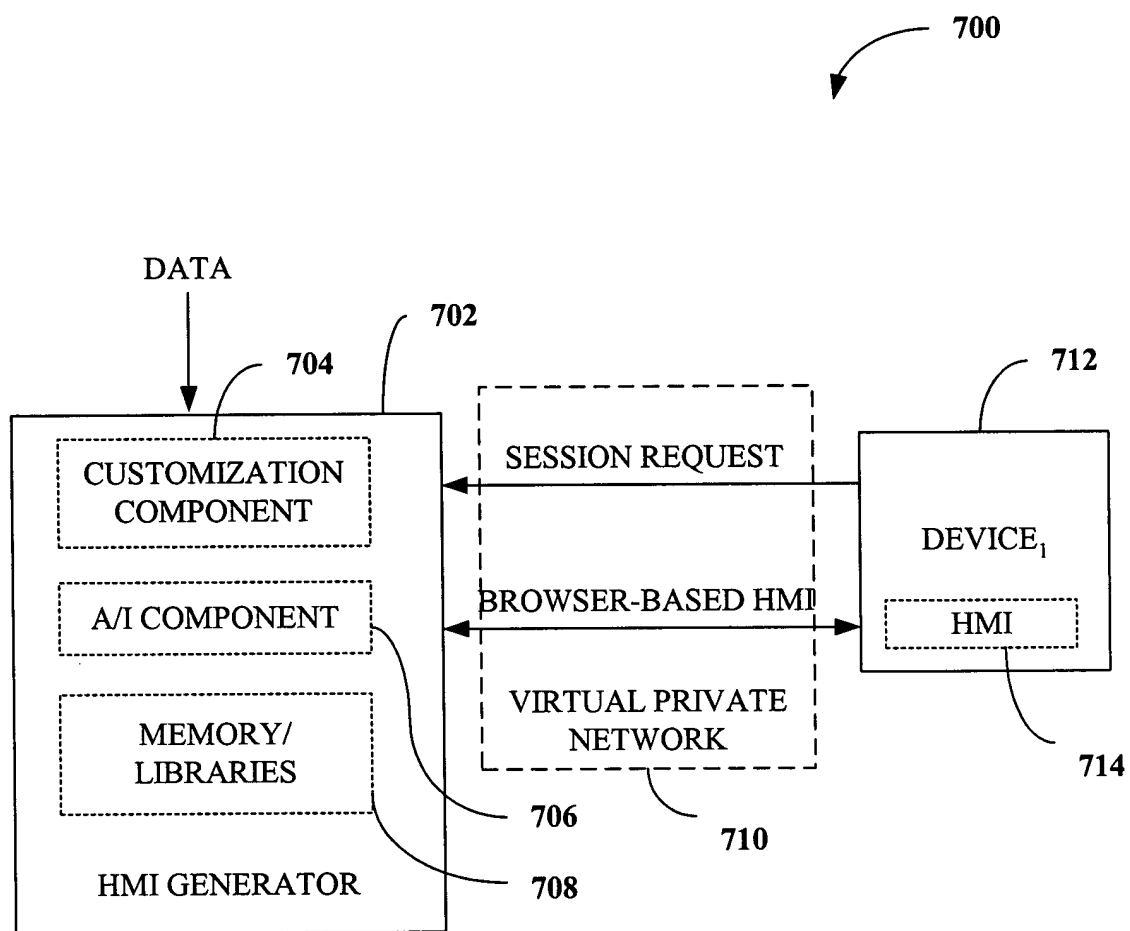 700
DATA
702
704
712
CUSTOMIZATION
COMPONENT
SESSION REQUEST
DEVICE₁
A/I COMPONENT
BROWSER-BASED HMI
HMI
MEMORY/
LIBRARIES
VIRTUAL PRIVATE
NETWORK
714
706
710
708
HMI GENERATOR